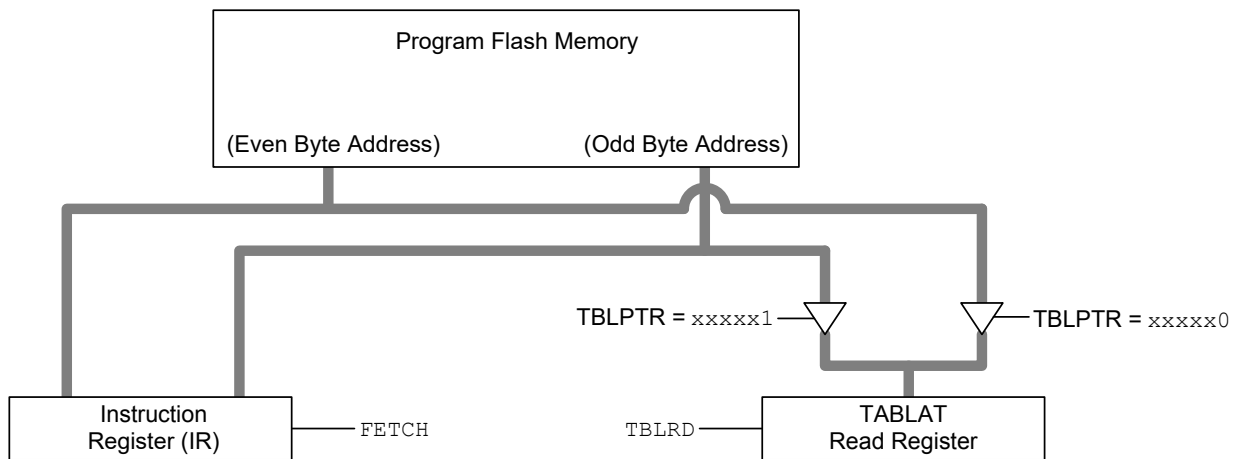 Program Flash Memory
(Even Byte Address)
(Odd Byte Address)
TBLPTR = xxxxx1
TBLPTR = xxxxx0
Instruction
Register (IR)
FETCH
TBLRD
TABLAT
Read Register